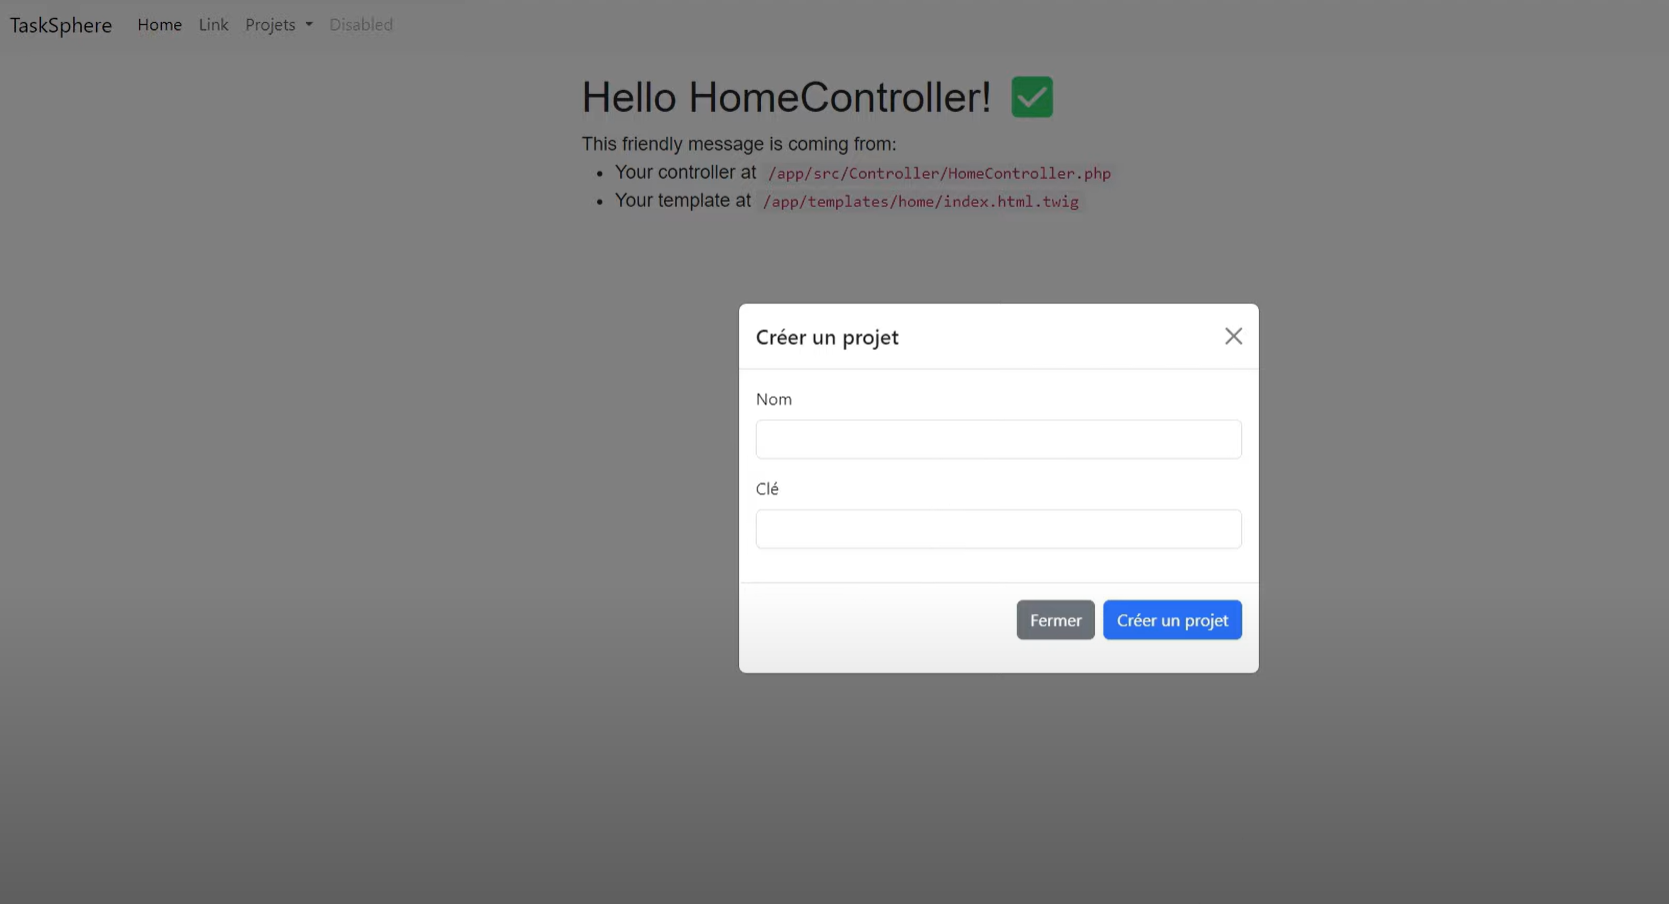 TaskSphere Home Link Projets Disabled
Hello HomeController! ✅
This friendly message is coming from:
• Your controller at /app/src/Controller/HomeController.php
• Your template at /app/templates/home/index.html.twig
Créer un projet
Nom
Clé
Fermer Créer un projet